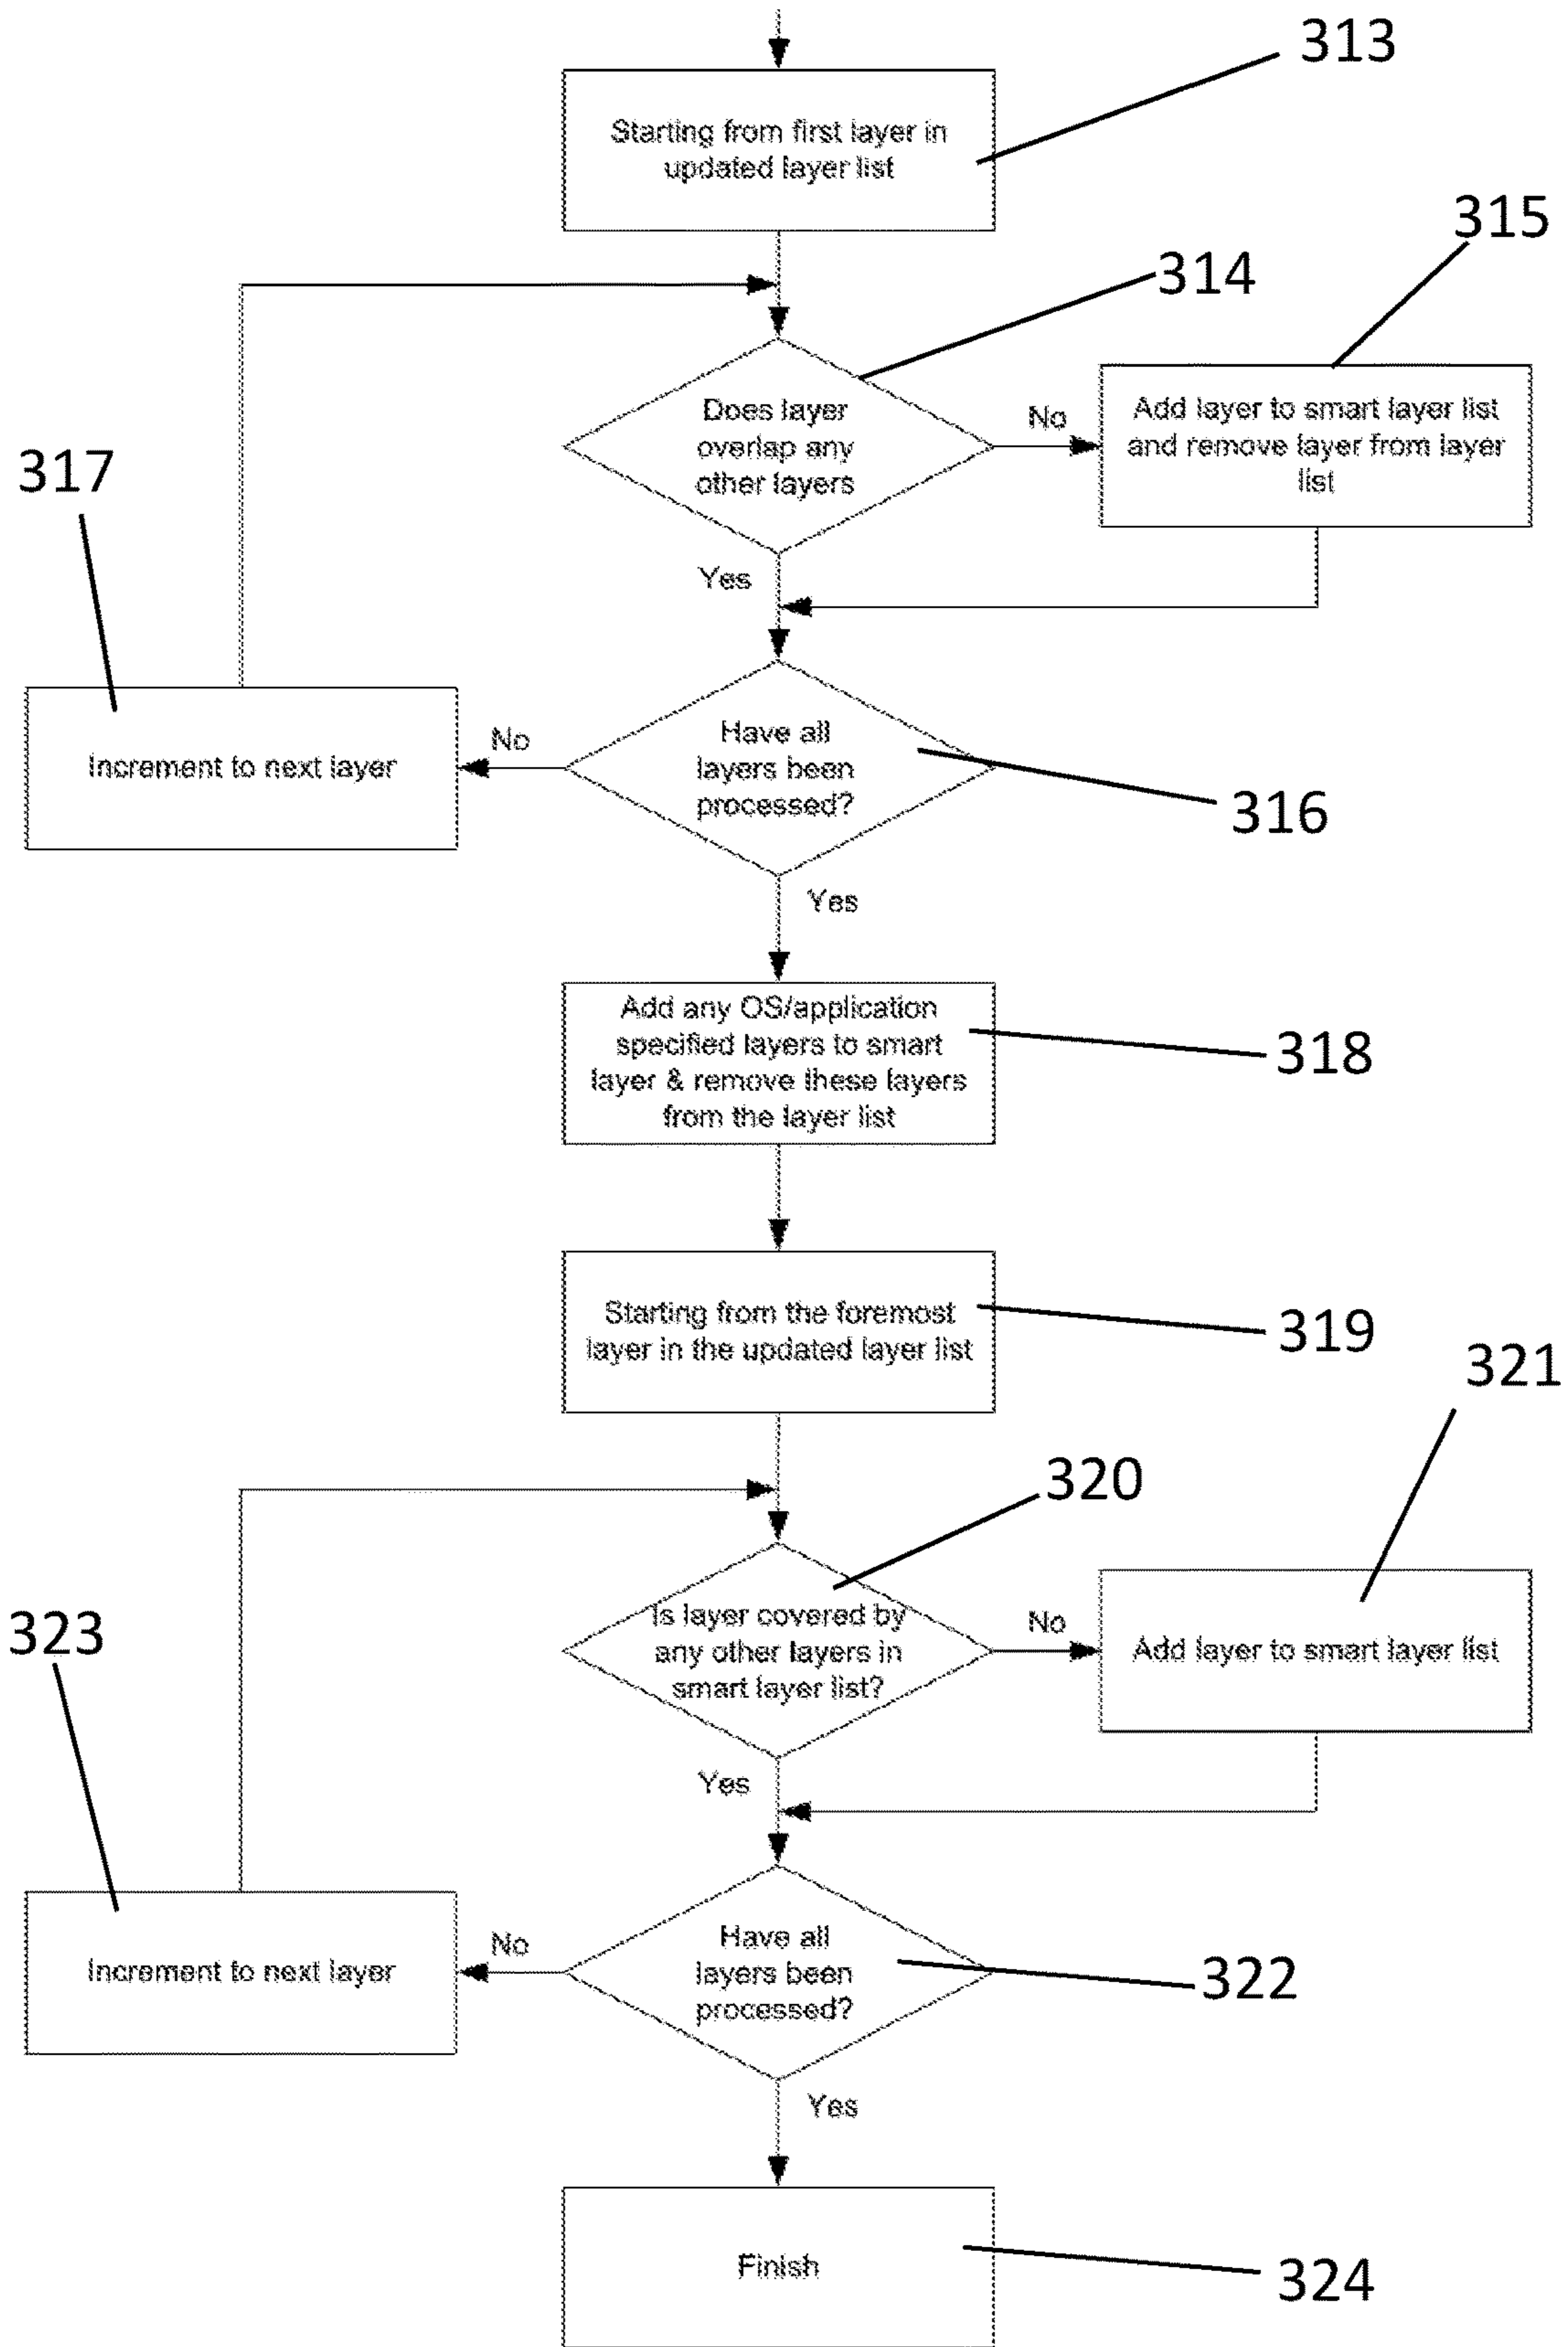 313
Starting from first layer in
updated layer list
315
314
Does layer
overlap any
other layers
No
Add layer to smart layer list
and remove layer from layer
list
317
Yes
Have all
layers been
processed?
No
Increment to next layer
316
Yes
Add any OS/application
specified layers to smart
layer & remove these layers
from the layer list
318
Starting from the foremost
layer in the updated layer list
319
321
320
Is layer covered by
any other layers in
smart layer list?
No
Add layer to smart layer list
323
Yes
Have all
layers been
processed?
No
Increment to next layer
322
Yes
Finish
324